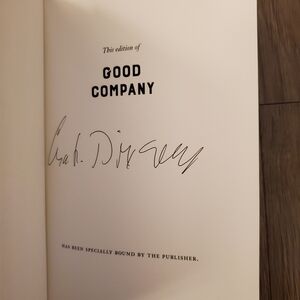 This edition of
GOOD
COMPANY
HAS BEEN SPECIALLY BOUND BY THE PUBLISHER.